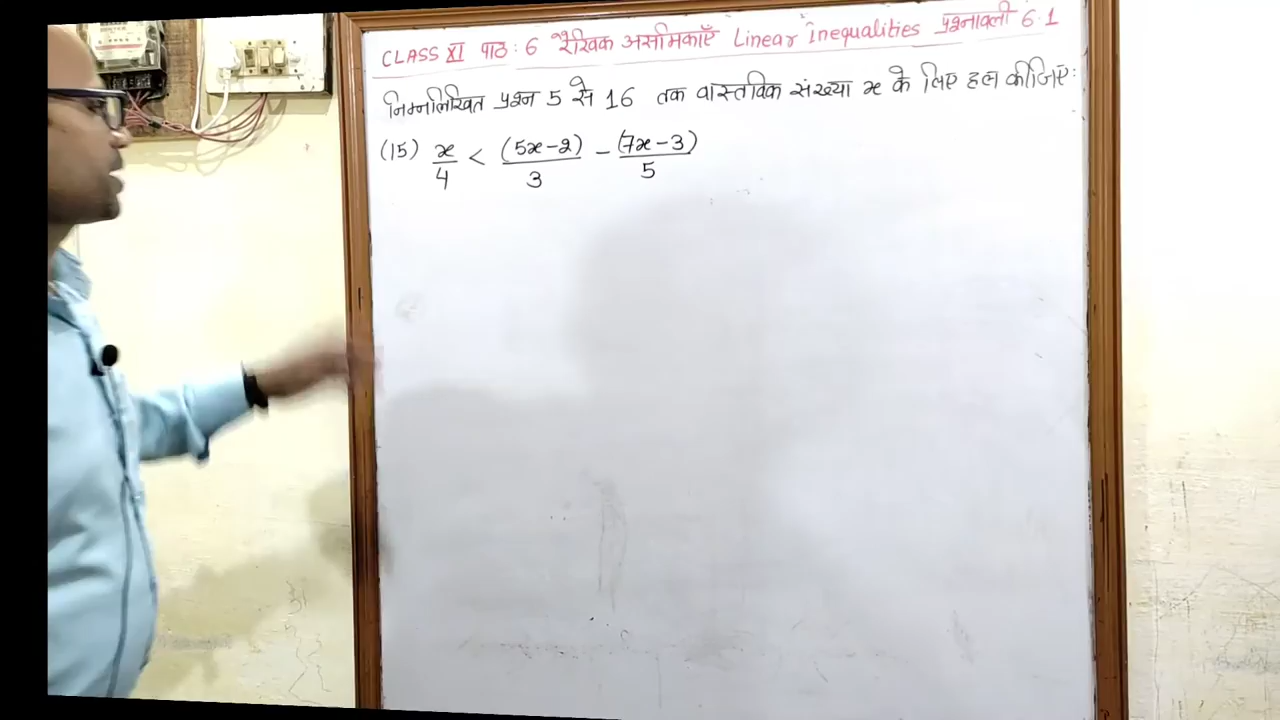 CLASS XI पाठ : 6 रैखिक असमिकाएँ Linear Inequalities प्रश्नावली 6.1
निम्नलिखित प्रश्न 5 से 16 तक वास्तविक संख्या x के लिए हल कीजिए:
(15) x/4 < (5x-2)/3 - (7x-3)/5